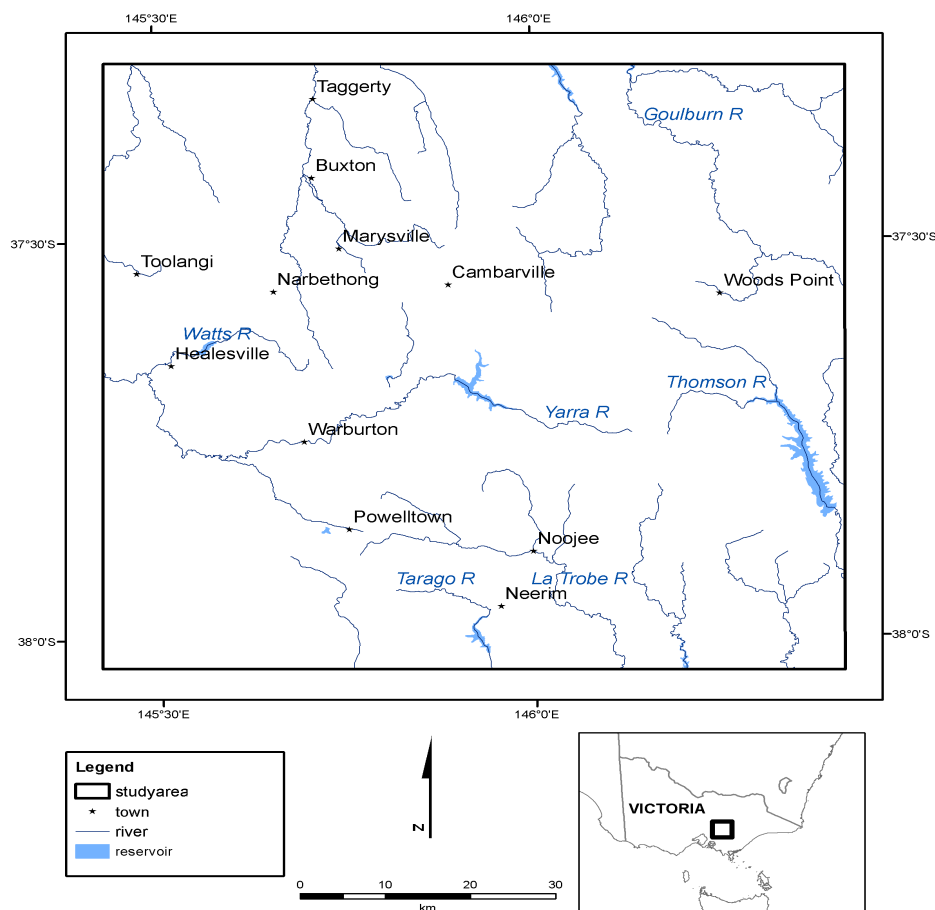 145°30'E
146°0'E
Taggerty
Goulburn R
Buxton
Marysville
37°30'S
37°30'S
Toolangi
Cambarville
Narbethong
Woods Point
Watts R
Healesville
Thomson R
Yarra R
Warburton
Powelltown
Noojee
Tarago R
La Trobe R
Neerim
38°0'S
38°0'S
145°30'E
146°0'E
Legend
studyarea
town
river
reservoir
N
VICTORIA
0 10 20 30
km